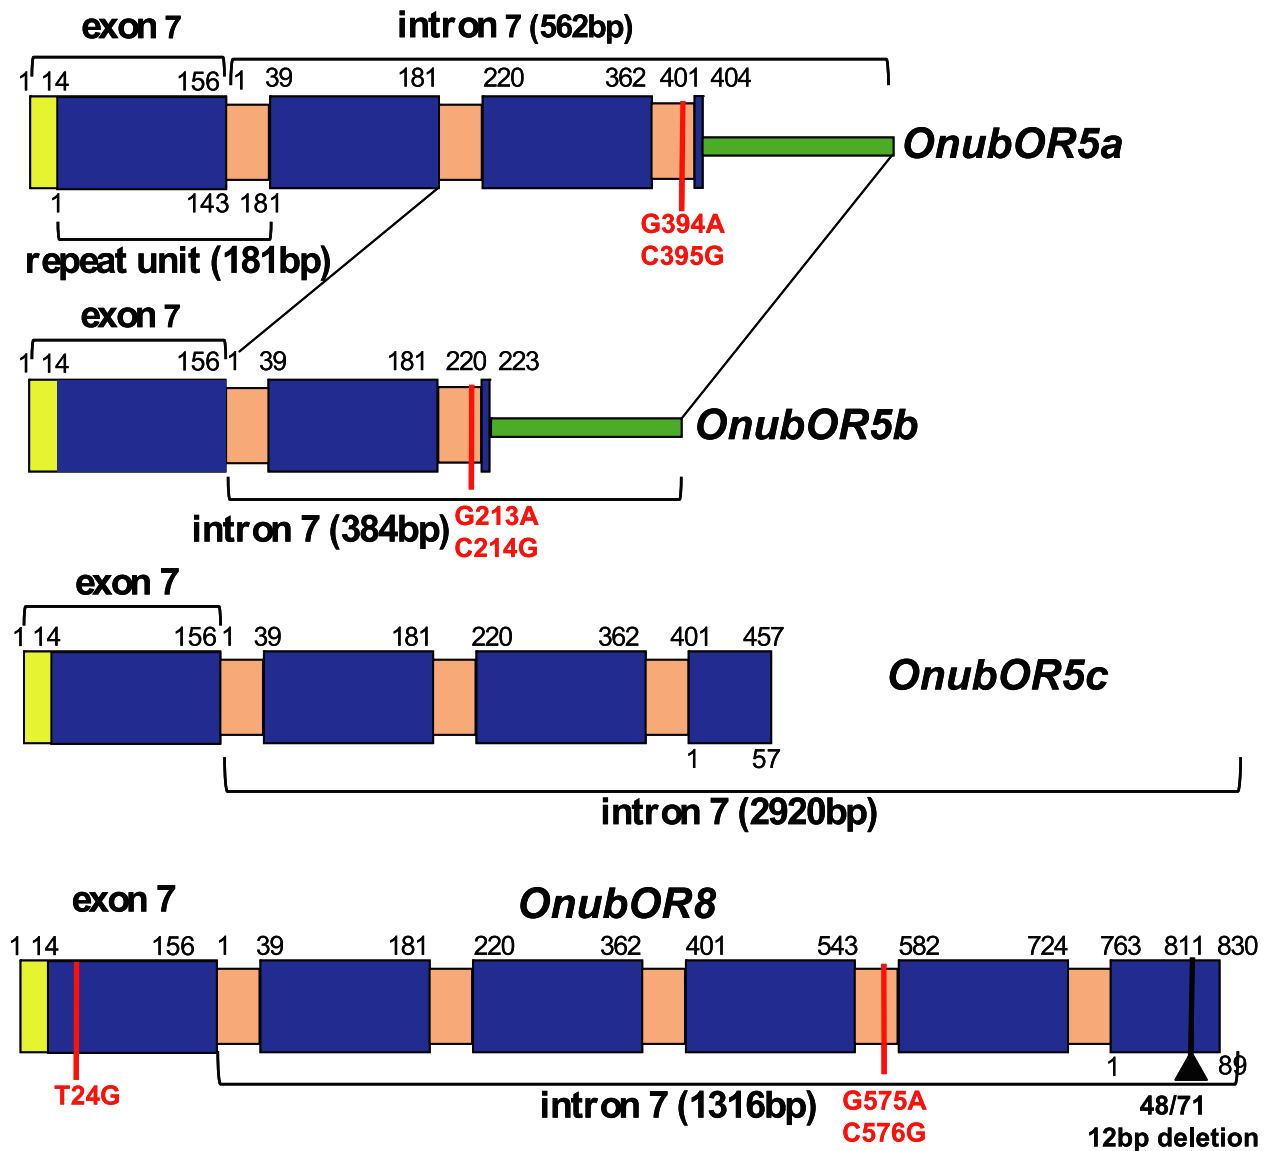 exon 7 intron 7 (562bp)
1 14 156 1 39 181 220 362 401 404
OnubOR5a
1 143 181
G394A
C395G
repeat unit (181bp)
exon 7
1 14 156 1 39 181 220 223
OnubOR5b
intron 7 (384bp)
G213A
C214G
exon 7
1 14 156 1 39 181 220 362 401 457
OnubOR5c
1 57
intron 7 (2920bp)
exon 7 OnubOR8
1 14 156 1 39 181 220 362 401 543 582 724 763 811 830
1 89
T24G
intron 7 (1316bp)
G575A
C576G
48/71
12bp deletion